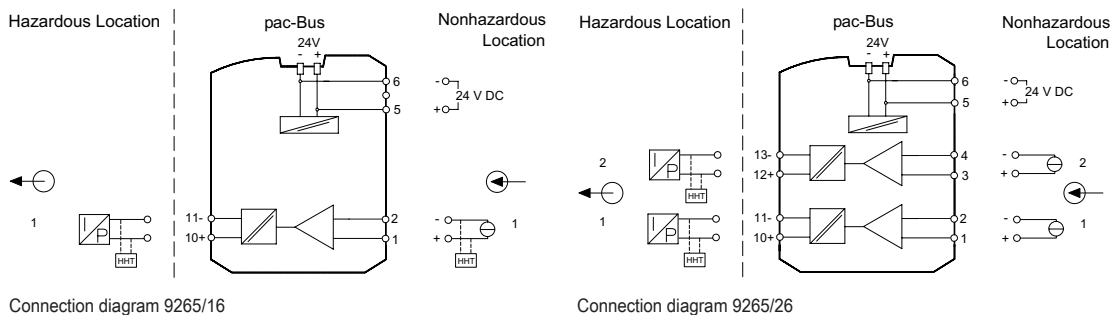 Hazardous Location
pac-Bus
Nonhazardous
Location
24V
- +
6
5
-
24 V DC
+
1
I
P
HHT
11-
10+
2
1
-
+
1
Connection diagram 9265/16
Hazardous Location
pac-Bus
Nonhazardous
Location
24V
- +
6
5
-
24 V DC
+
2
1
I
P
HHT
I
P
HHT
13-
12+
11-
10+
4
3
2
1
-
+
2
-
+
1
Connection diagram 9265/26